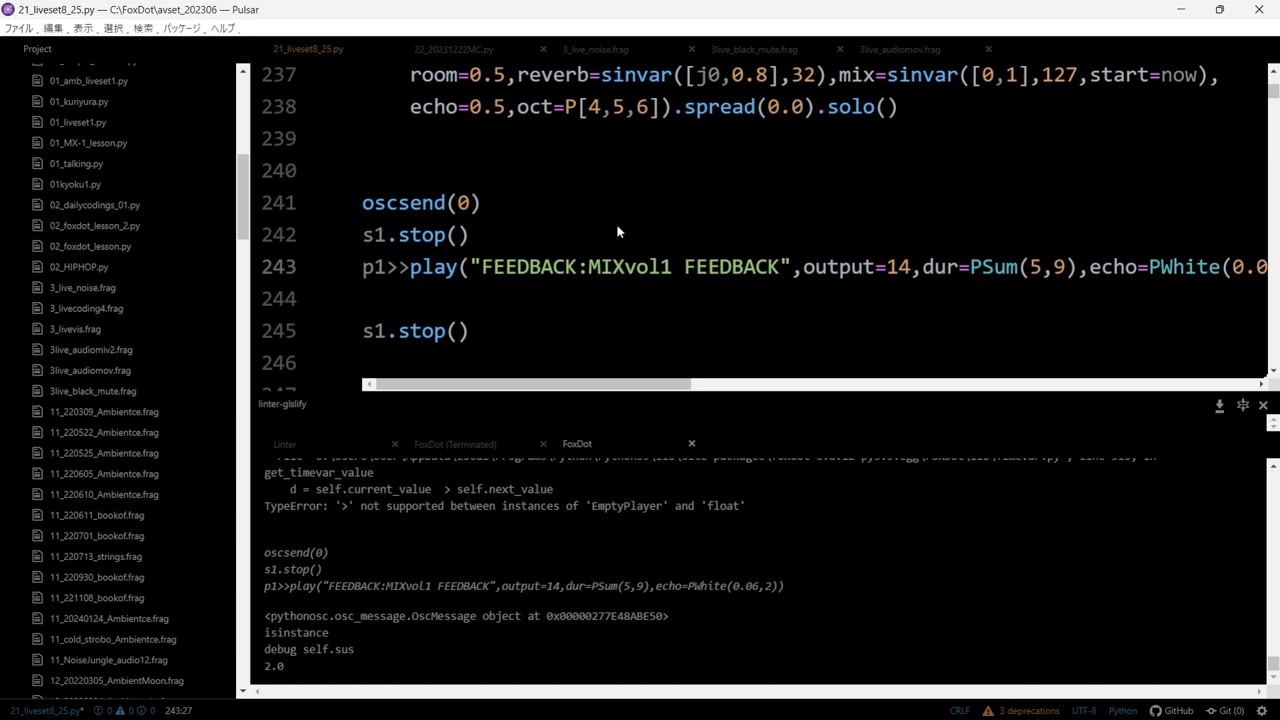 21_liveset8_25.py — C:\FoxDot\avset_202306 — Pulsar
ファイル 編集 表示 選択 検索 パッケージ ヘルプ
Project
21_liveset8_25.py
22_20231222MC.py
3_live_noise.frag
3live_black_mute.frag
3live_audiomov.frag
01_amb_liveset1.py
01_kuriyura.py
01_liveset1.py
01_MX-1_lesson.py
01_talking.py
01kyoku1.py
02_dailycodings_01.py
02_foxdot_lesson_2.py
02_foxdot_lesson.py
02_HIPHOP.py
3_live_noise.frag
3_livecoding4.frag
3_livevis.frag
3live_audiomiv2.frag
3live_audiomov.frag
3live_black_mute.frag
11_220309_Ambientce.frag
11_220522_Ambientce.frag
11_220525_Ambientce.frag
11_220605_Ambientce.frag
11_220610_Ambientce.frag
11_220611_bookof.frag
11_220701_bookof.frag
11_220713_strings.frag
11_220930_bookof.frag
11_221108_bookof.frag
11_20240124_Ambientce.frag
11_cold_strobo_Ambientce.frag
11_NoiseJungle_audio12.frag
12_20220305_AmbientMoon.frag
237 room=0.5,reverb=sinvar([j0,0.8],32),mix=sinvar([0,1],127,start=now),
238 echo=0.5,oct=P[4,5,6]).spread(0.0).solo()
239
240
241 oscsend(0)
242 s1.stop()
243 p1>>play("FEEDBACK:MIXvol1 FEEDBACK",output=14,dur=PSum(5,9),echo=PWhite(0.0
244
245 s1.stop()
246
247
linter-glslify
Linter
FoxDot (Terminated)
FoxDot
get_timevar_value
d = self.current_value > self.next_value
TypeError: '>' not supported between instances of 'EmptyPlayer' and 'float'
oscsend(0)
s1.stop()
p1>>play("FEEDBACK:MIXvol1 FEEDBACK",output=14,dur=PSum(5,9),echo=PWhite(0.06,2))
<pythonosc.osc_message.OscMessage object at 0x00000277E48ABE50>
isinstance
debug self.sus
2.0
21_liveset8_25.py* 0 0 0 243:27
CRLF 3 deprecations UTF-8 Python GitHub Git (0)